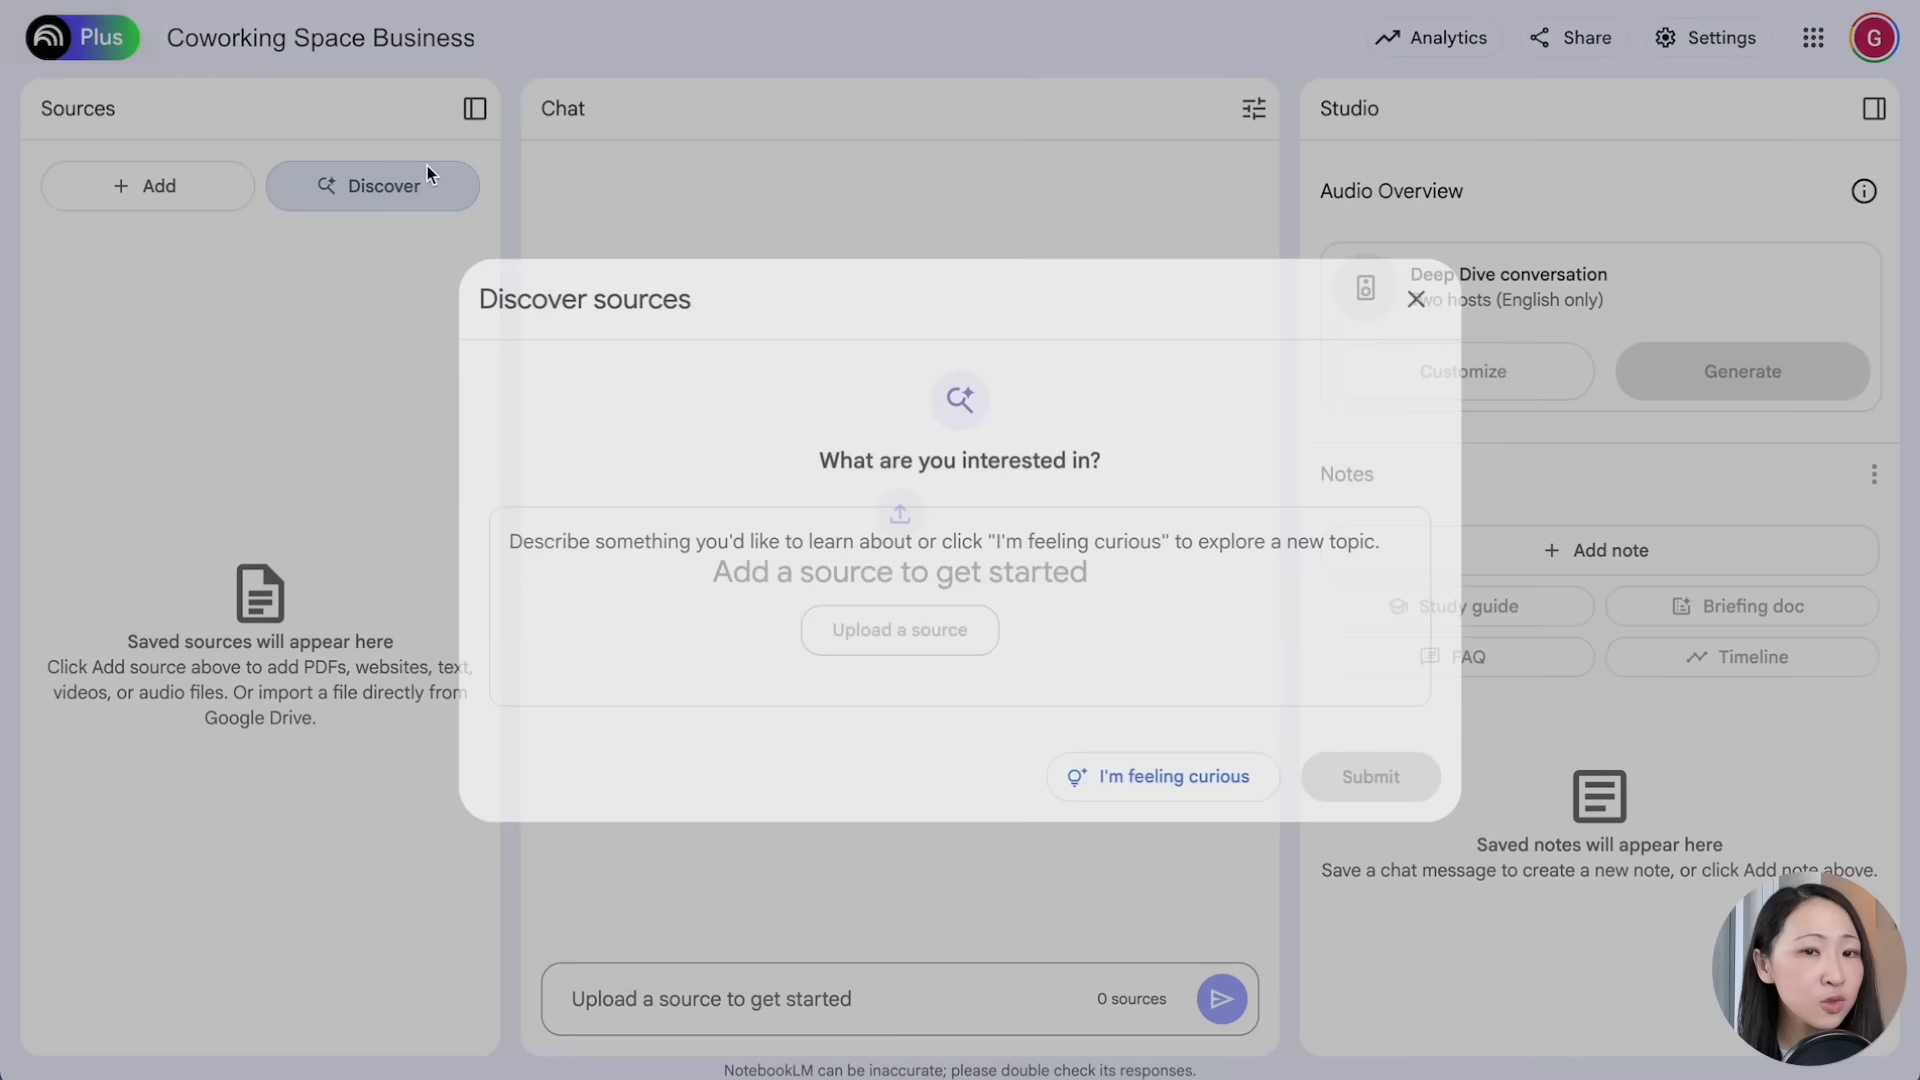 Plus
Coworking Space Business
Analytics
Share
Settings
G
Sources
Chat
Studio
+ Add
Discover
Audio Overview
Deep Dive conversation
Two hosts (English only)
Customize
Generate
Discover sources
What are you interested in?
Describe something you'd like to learn about or click "I'm feeling curious" to explore a new topic.
Add a source to get started
Upload a source
I'm feeling curious
Submit
Notes
+ Add note
Study guide
Briefing doc
FAQ
Timeline
Saved sources will appear here
Click Add source above to add PDFs, websites, text,
videos, or audio files. Or import a file directly from
Google Drive.
Saved notes will appear here
Save a chat message to create a new note, or click Add note above.
Upload a source to get started
0 sources
NotebookLM can be inaccurate; please double check its responses.